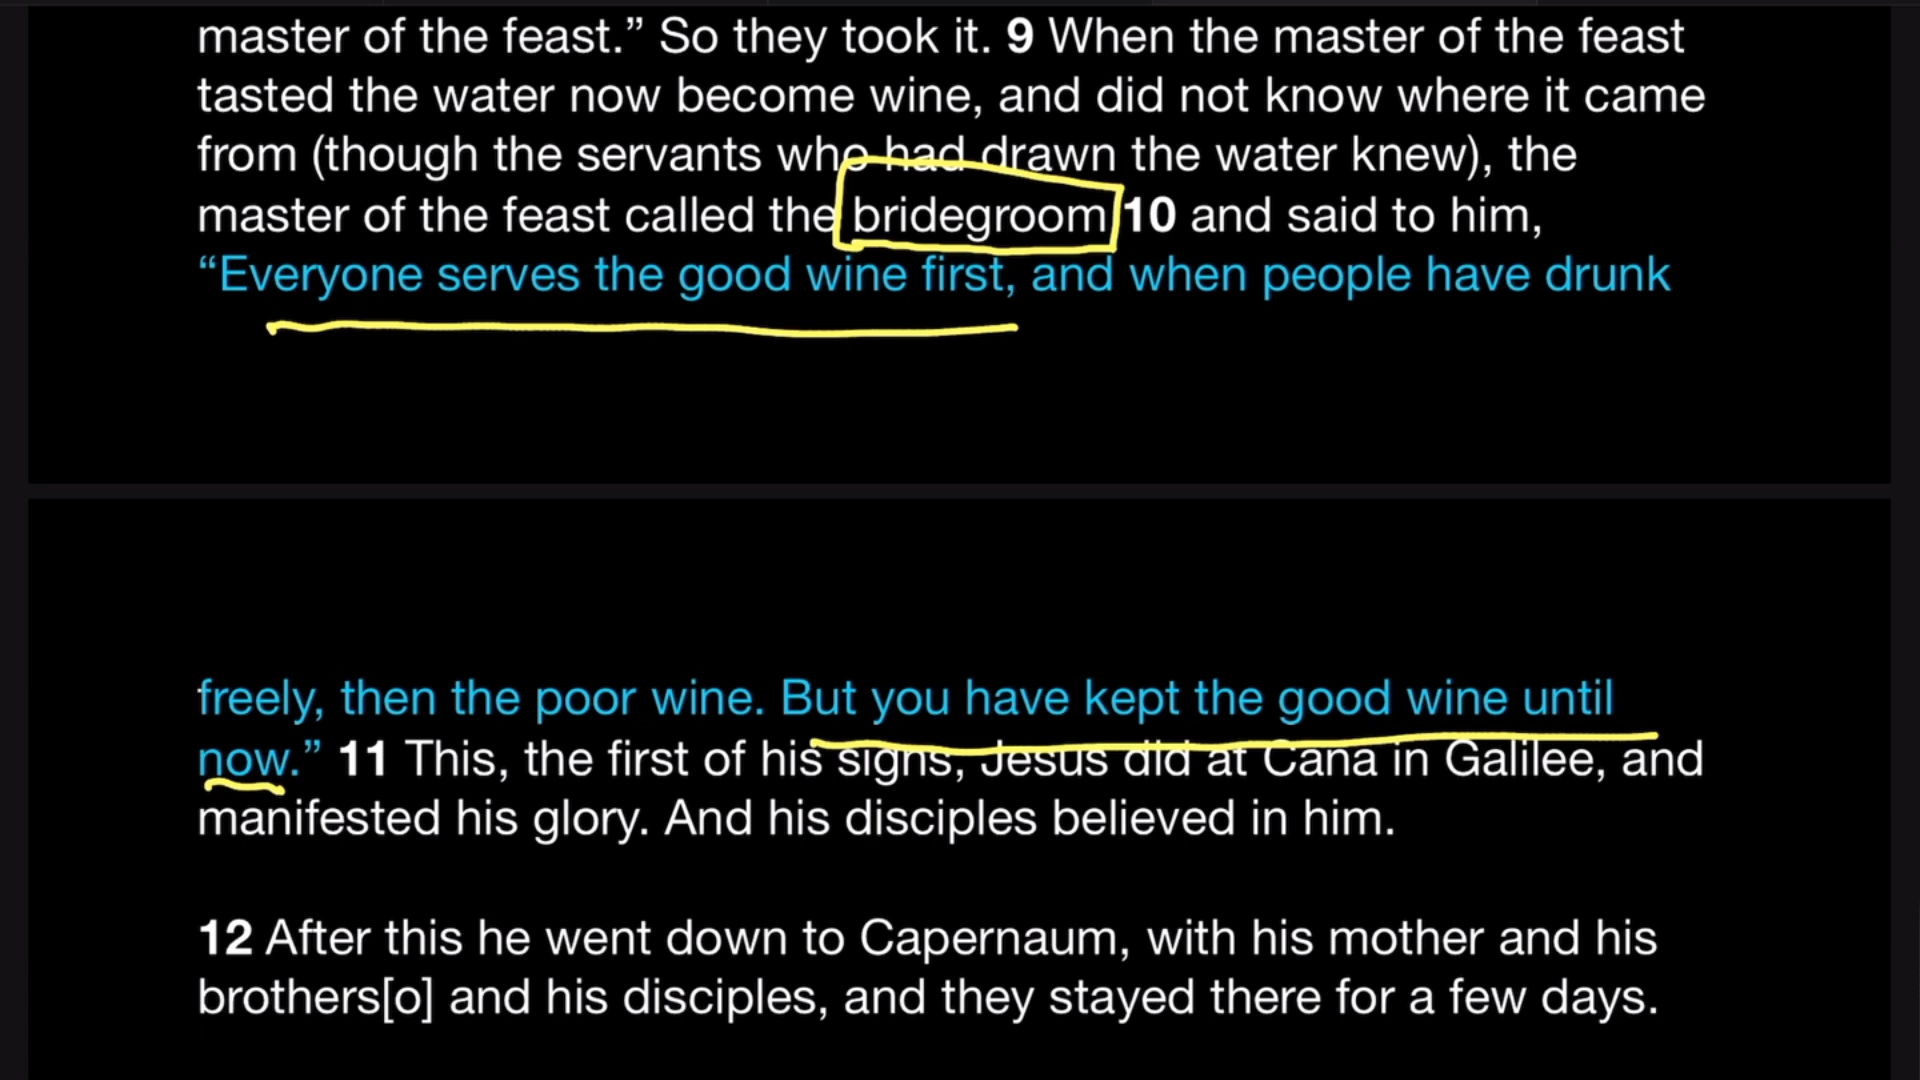 master of the feast.” So they took it. 9 When the master of the feast
tasted the water now become wine, and did not know where it came
from (though the servants who had drawn the water knew), the
master of the feast called the bridegroom 10 and said to him,
“Everyone serves the good wine first, and when people have drunk
freely, then the poor wine. But you have kept the good wine until
now.” 11 This, the first of his signs, Jesus did at Cana in Galilee, and
manifested his glory. And his disciples believed in him.
12 After this he went down to Capernaum, with his mother and his
brothers[o] and his disciples, and they stayed there for a few days.